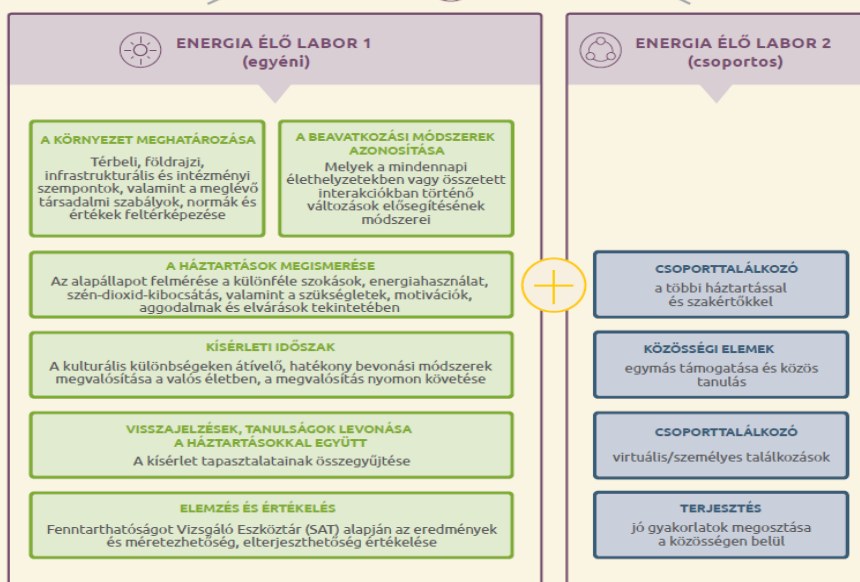 ENERGIA ÉLŐ LABOR 1
(egyéni)
A KÖRNYEZET MEGHATÁROZÁSA
Térbeli, földrajzi,
infrastrukturális és intézményi
szempontok, valamint a meglévő
társadalmi szabályok, normák és
értékek feltérképezése
A BEAVATKOZÁSI MÓDSZEREK
AZONOSÍTÁSA
Melyek a mindennapi
élethelyzetekben vagy összetett
interakciókban történő
változások elősegítésének
módszerei
A HÁZTARTÁSOK MEGISMERÉSE
Az alapállapot felmérése a különféle szokások, energiahasználat,
szén-dioxid-kibocsátás, valamint a szükségletek, motivációk,
aggodalmak és elvárások tekintetében
KÍSÉRLETI IDŐSZAK
A kulturális különbségeken átívelő, hatékony bevonási módszerek
megvalósítása a valós életben, a megvalósítás nyomon követése
VISSZAJELZÉSEK, TANULSÁGOK LEVONÁSA
A HÁZTARTÁSOKKAL EGYÜTT
A kísérlet tapasztalatainak összegyűjtése
ELEMZÉS ÉS ÉRTÉKELÉS
Fenntarthatóságot Vizsgáló Eszköztár (SAT) alapján az eredmények
és méretezhetőség, elterjeszthetőség értékelése
ENERGIA ÉLŐ LABOR 2
(csoportos)
CSOPORTTALÁLKOZÓ
a többi háztartással
és szakértőkkel
KÖZÖSSÉGI ELEMEK
egymás támogatása és közös
tanulás
CSOPORTTALÁLKOZÓ
virtuális/személyes találkozások
TERJESZTÉS
jó gyakorlatok megosztása
a közösségen belül